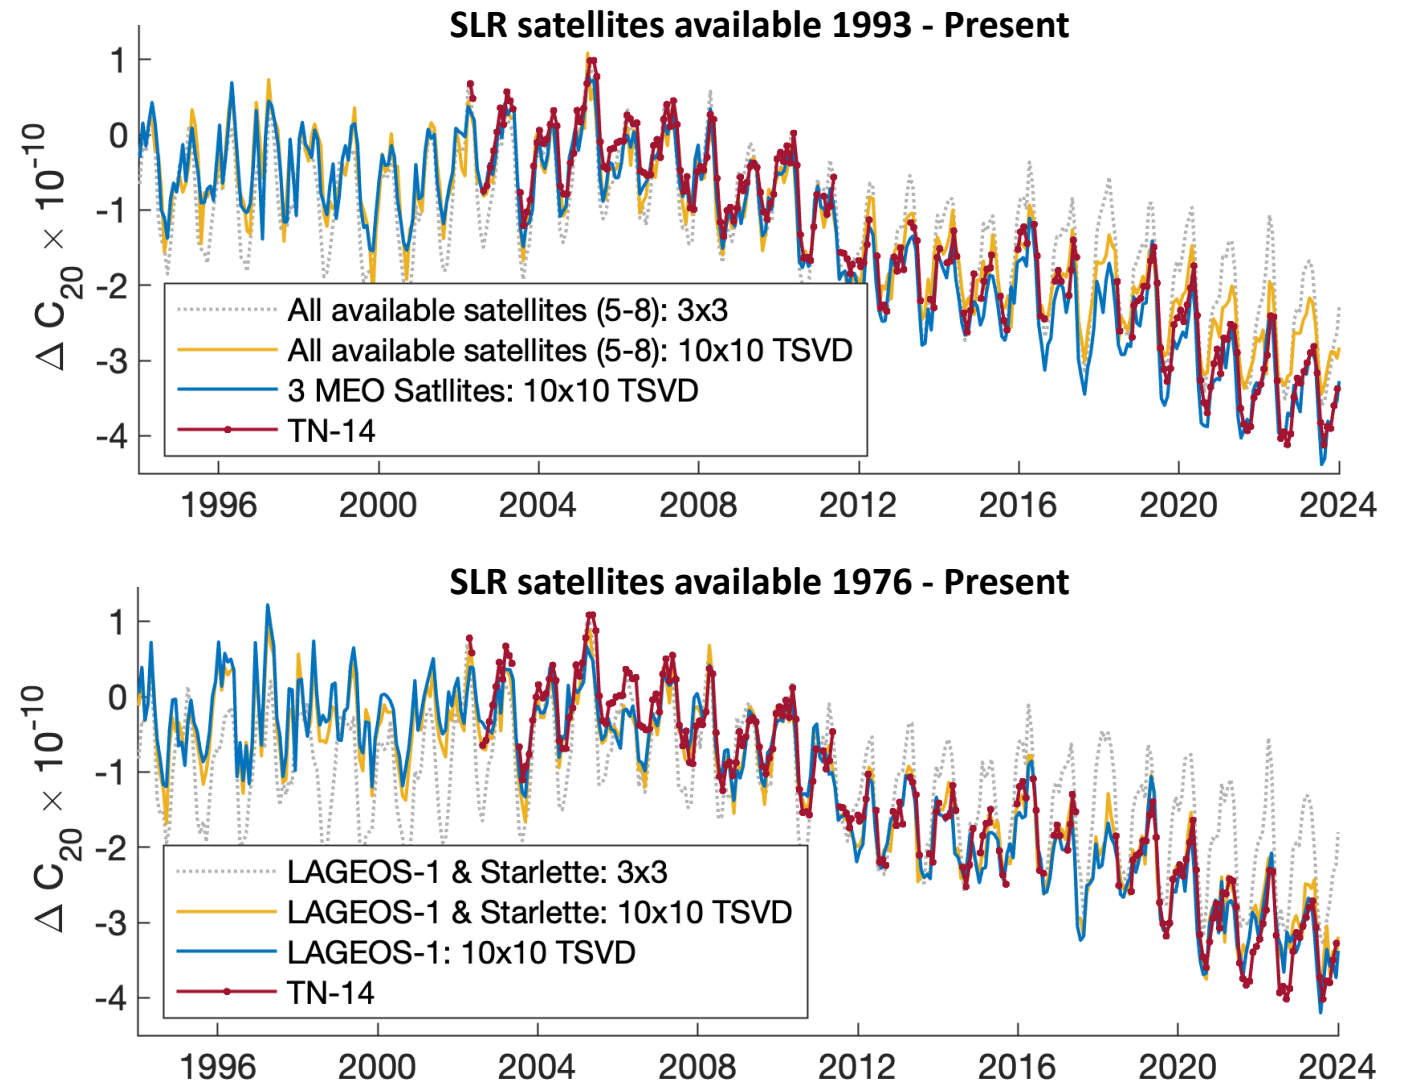 SLR satellites available 1993 - Present
1
0
-1
-2
-3
-4
Δ C20 × 10-10
All available satellites (5-8): 3x3
All available satellites (5-8): 10x10 TSVD
3 MEO Satllites: 10x10 TSVD
TN-14
1996 2000 2004 2008 2012 2016 2020 2024
SLR satellites available 1976 - Present
1
0
-1
-2
-3
-4
Δ C20 × 10-10
LAGEOS-1 & Starlette: 3x3
LAGEOS-1 & Starlette: 10x10 TSVD
LAGEOS-1: 10x10 TSVD
TN-14
1996 2000 2004 2008 2012 2016 2020 2024